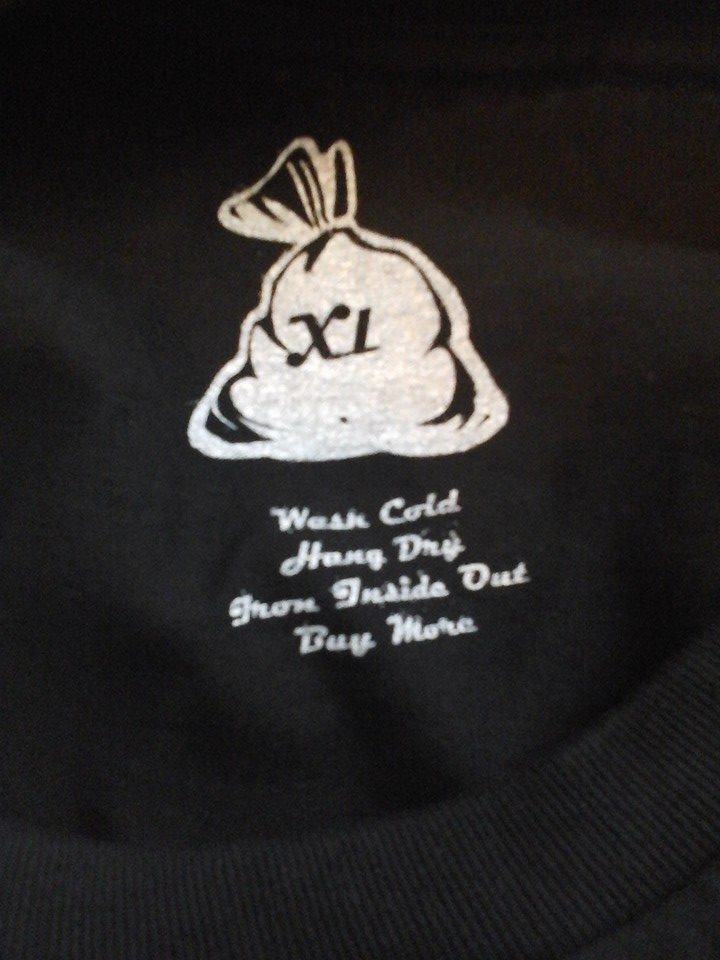 XL
Wash Cold
Hang Dry
Iron Inside Out
Buy More